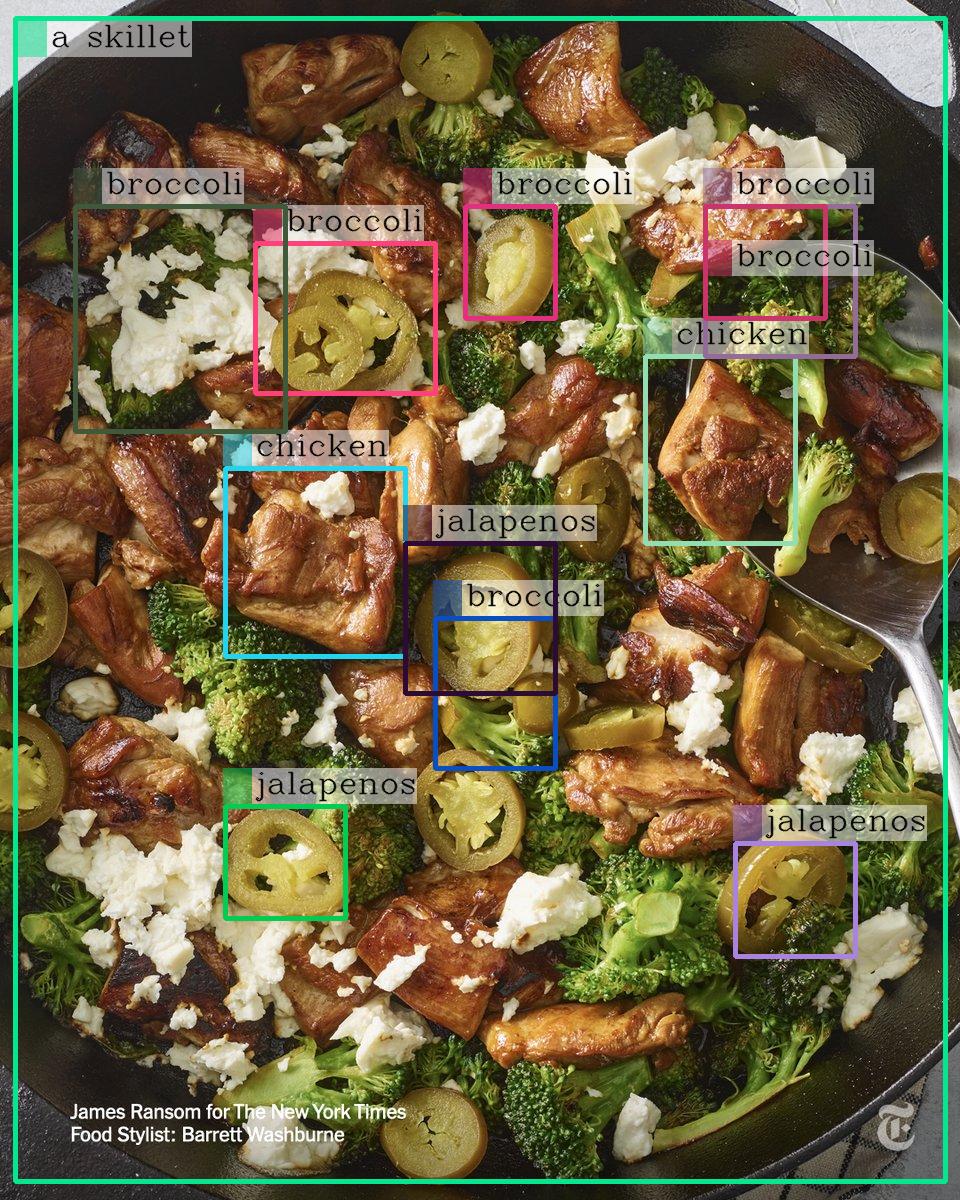 a skillet
broccoli
broccoli
broccoli
broccoli
broccoli
chicken
chicken
jalapenos
broccoli
jalapenos
jalapenos
James Ransom for The New York Times
Food Stylist: Barrett Washburne
T